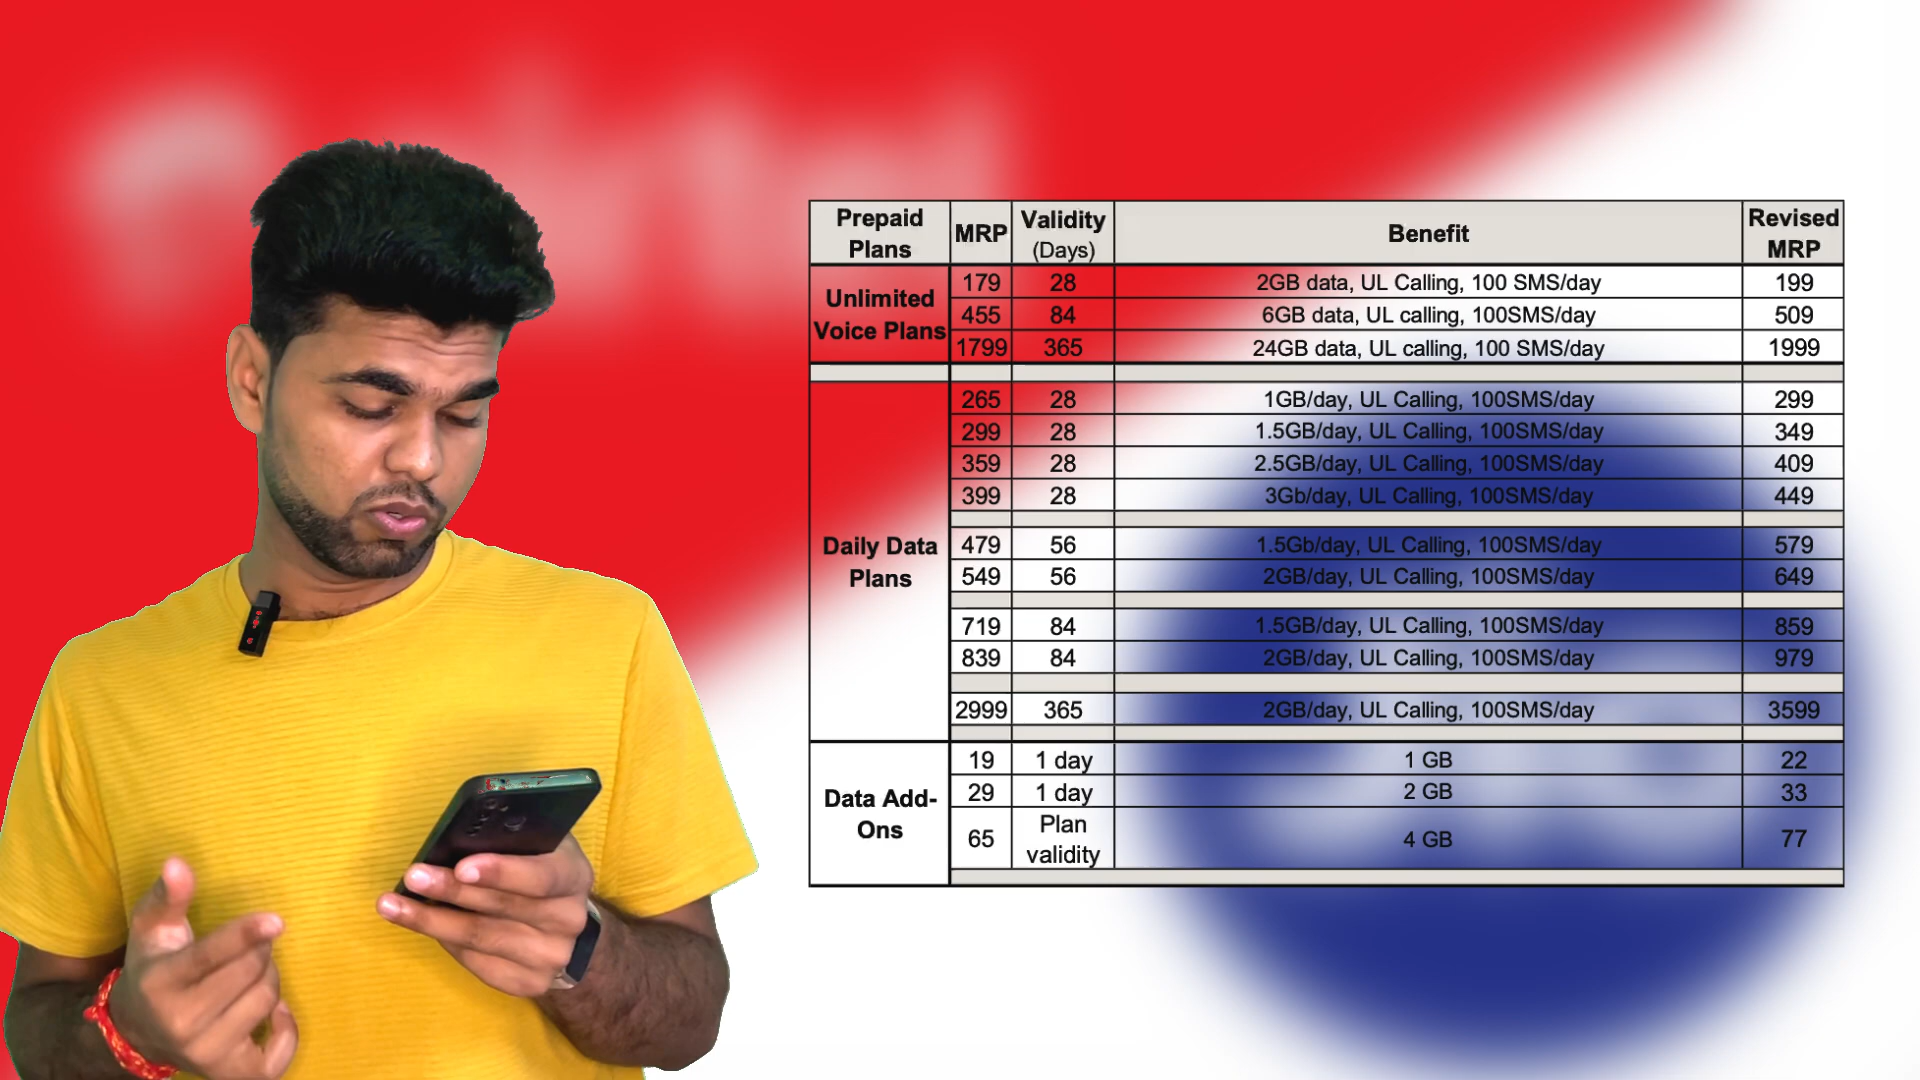 Prepaid Plans MRP Validity (Days) Benefit Revised MRP
Unlimited Voice Plans
179 28 2GB data, UL Calling, 100 SMS/day 199
455 84 6GB data, UL calling, 100SMS/day 509
1799 365 24GB data, UL calling, 100 SMS/day 1999
Daily Data Plans
265 28 1GB/day, UL Calling, 100SMS/day 299
299 28 1.5GB/day, UL Calling, 100SMS/day 349
359 28 2.5GB/day, UL Calling, 100SMS/day 409
399 28 3Gb/day, UL Calling, 100SMS/day 449
479 56 1.5Gb/day, UL Calling, 100SMS/day 579
549 56 2GB/day, UL Calling, 100SMS/day 649
719 84 1.5GB/day, UL Calling, 100SMS/day 859
839 84 2GB/day, UL Calling, 100SMS/day 979
2999 365 2GB/day, UL Calling, 100SMS/day 3599
Data Add-Ons
19 1 day 1 GB 22
29 1 day 2 GB 33
65 Plan validity 4 GB 77